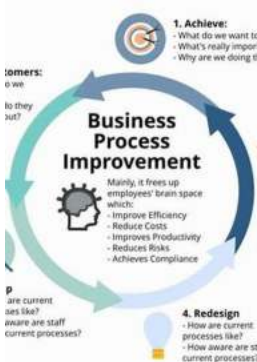 1. Achieve:
- What do we want to
- What's really impor
- Why are we doing t
tomers:
o we
do they
out?
Business
Process
Improvement
Mainly, it frees up
employees' brain space
which:
- Improve Efficiency
- Reduce Costs
- Improves Productivity
- Reduces Risks
- Achieves Compliance
p
are current
ses like?
aware are staff
current processes?
4. Redesign
- How are current
processes like?
- How aware are st
current processes?